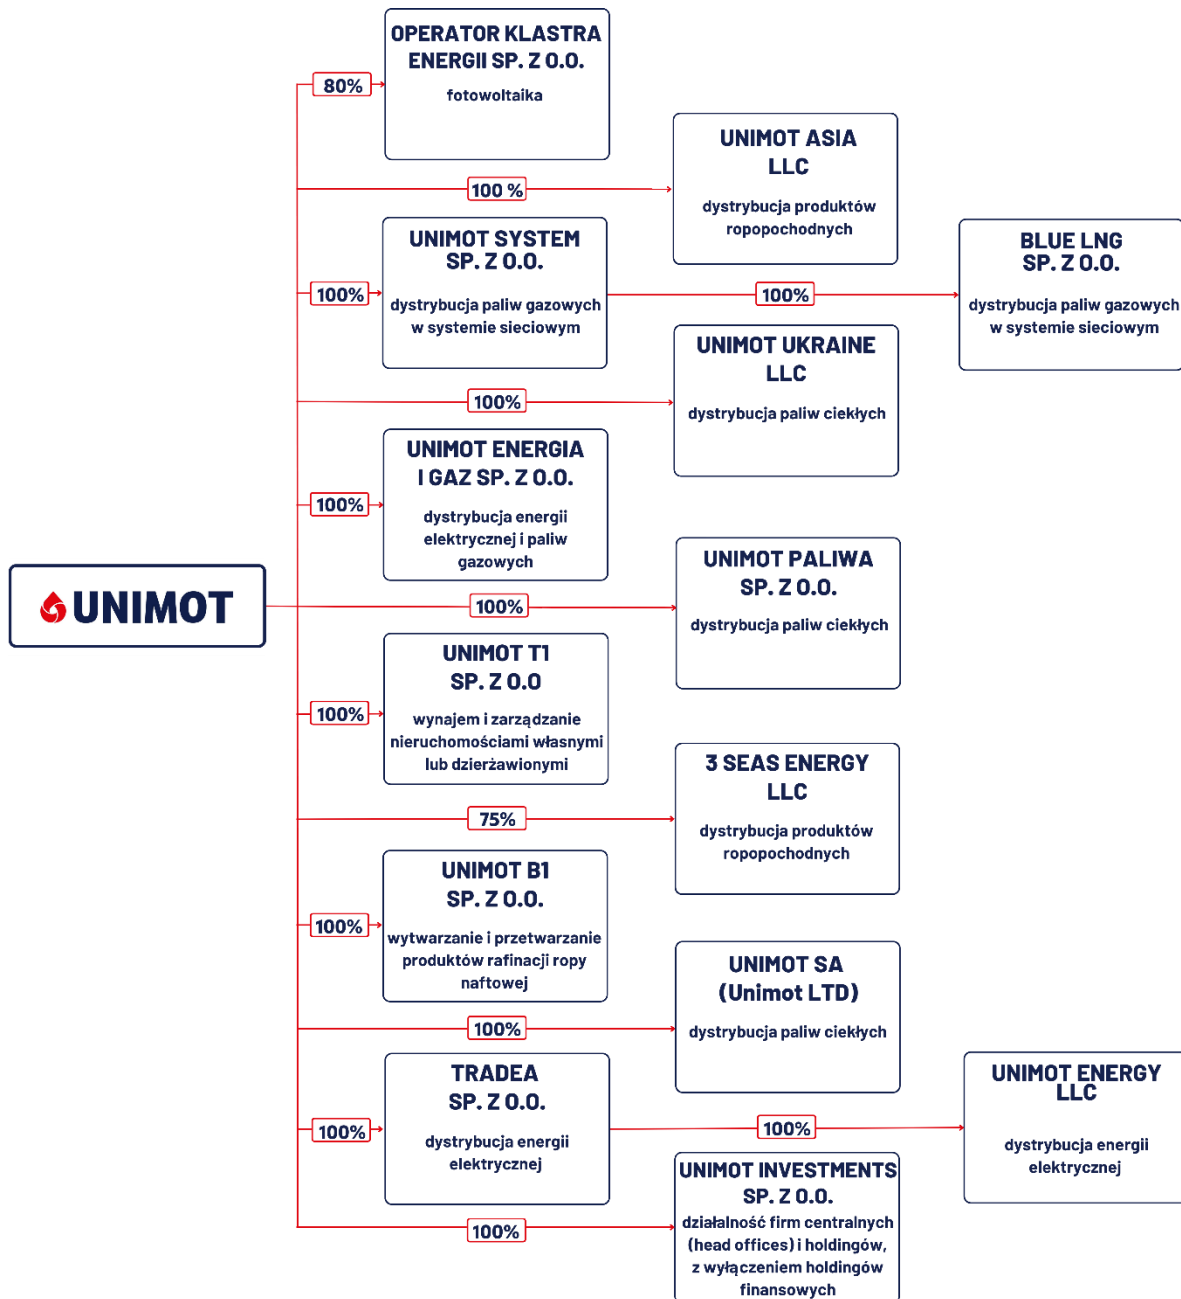 OPERATOR KLASTRA
ENERGII SP. Z O.O.
fotowoltaika
80%
UNIMOT ASIA
LLC
dystrybucja produktów
ropopochodnych
100 %
UNIMOT SYSTEM
SP. Z O.O.
dystrybucja paliw gazowych
w systemie sieciowym
100%
100%
BLUE LNG
SP. Z O.O.
dystrybucja paliw gazowych
w systemie sieciowym
UNIMOT UKRAINE
LLC
dystrybucja paliw ciekłych
100%
UNIMOT ENERGIA
I GAZ SP. Z O.O.
dystrybucja energii
elektrycznej i paliw
gazowych
100%
UNIMOT
UNIMOT PALIWA
SP. Z O.O.
dystrybucja paliw ciekłych
100%
UNIMOT T1
SP. Z O.O
wynajem i zarządzanie
nieruchomościami własnymi
lub dzierżawionymi
100%
3 SEAS ENERGY
LLC
dystrybucja produktów
ropopochodnych
75%
UNIMOT B1
SP. Z O.O.
wytwarzanie i przetwarzanie
produktów rafinacji ropy
naftowej
100%
UNIMOT SA
(Unimot LTD)
dystrybucja paliw ciekłych
100%
TRADEA
SP. Z O.O.
dystrybucja energii
elektrycznej
100%
100%
UNIMOT ENERGY
LLC
dystrybucja energii
elektrycznej
UNIMOT INVESTMENTS
SP. Z O.O.
działalność firm centralnych
(head offices) i holdingów,
z wyłączeniem holdingów
finansowych
100%